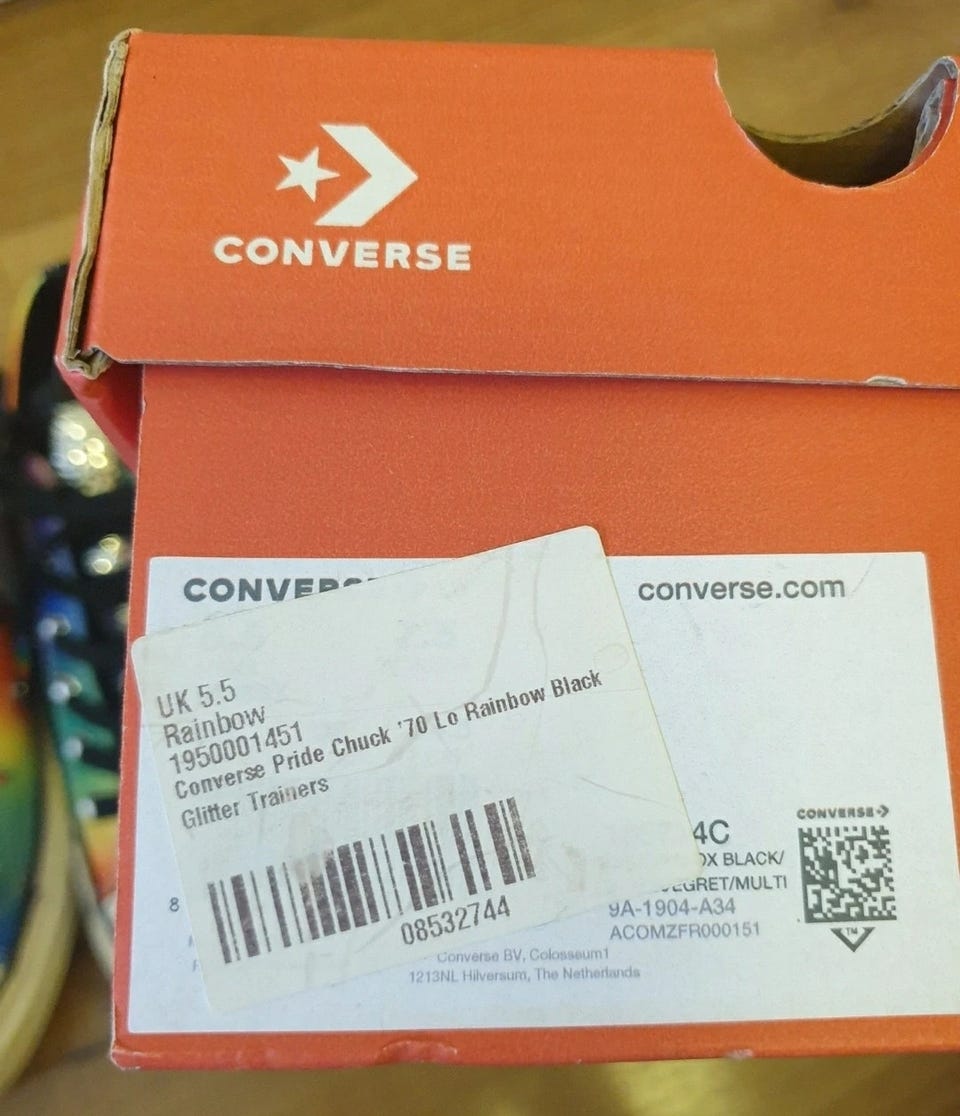 CONVERSE
converse.com
UK 5.5
Rainbow
1950001451
Converse Pride Chuck '70 Lo Rainbow Black
Glitter Trainers
08532744
CONVERSE
4C
OX BLACK/
EGRET/MULTI
9A-1904-A34
ACOMZFR000151
8
Converse BV, Colosseum1
1213NL Hilversum, The Netherlands
TM